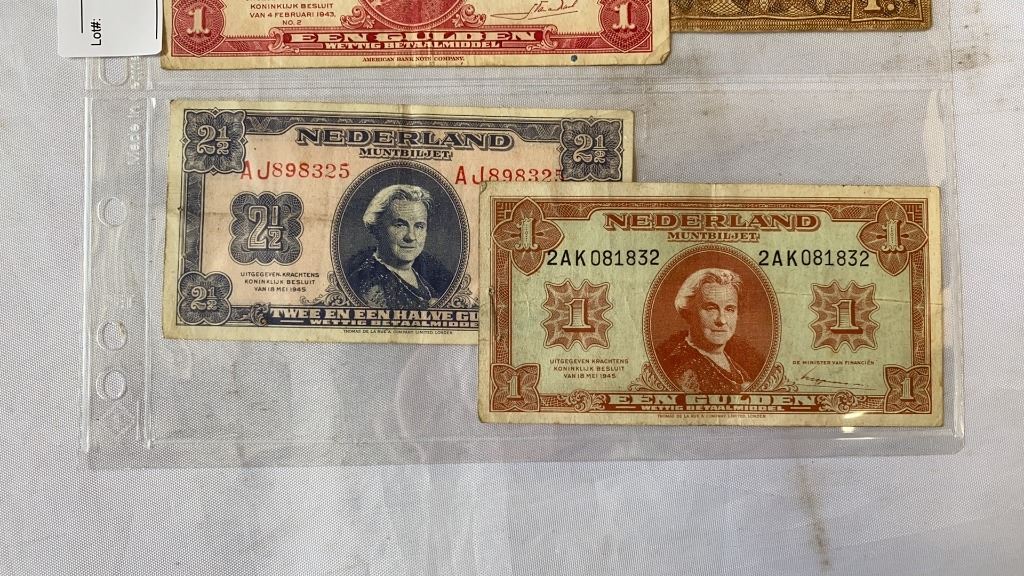 Lot#:
KONINKLIJK BESLUIT
VAN 4 FEBRUARI 1943,
NO. 2
1
1
EEN GULDEN
WETTIG BETAALMIDDEL
AMERICAN BANK NOTE COMPANY.
1
2½
NEDERLAND
2½
MUNTBILJET
AJ898325
AJ898325
2½
UITGEGEVEN KRACHTENS
KONINKLIJK BESLUIT
VAN 18 MEI 1945
2½
TWEE EN EEN HALVE GU
WETTIG BETAALMIDDE
THOMAS DE LA RUE & COMPANY, LIMITED, LONDON
1
NEDERLAND
1
MUNTBILJET
2AK081832
2AK081832
1
1
UITGEGEVEN KRACHTENS
KONINKLIJK BESLUIT
VAN 18 MEI 1945
DE MINISTER VAN FINANCIËN
1
EEN GULDEN
1
WETTIG BETAALMIDDEL
THOMAS DE LA RUE & COMPANY, LIMITED, LONDON